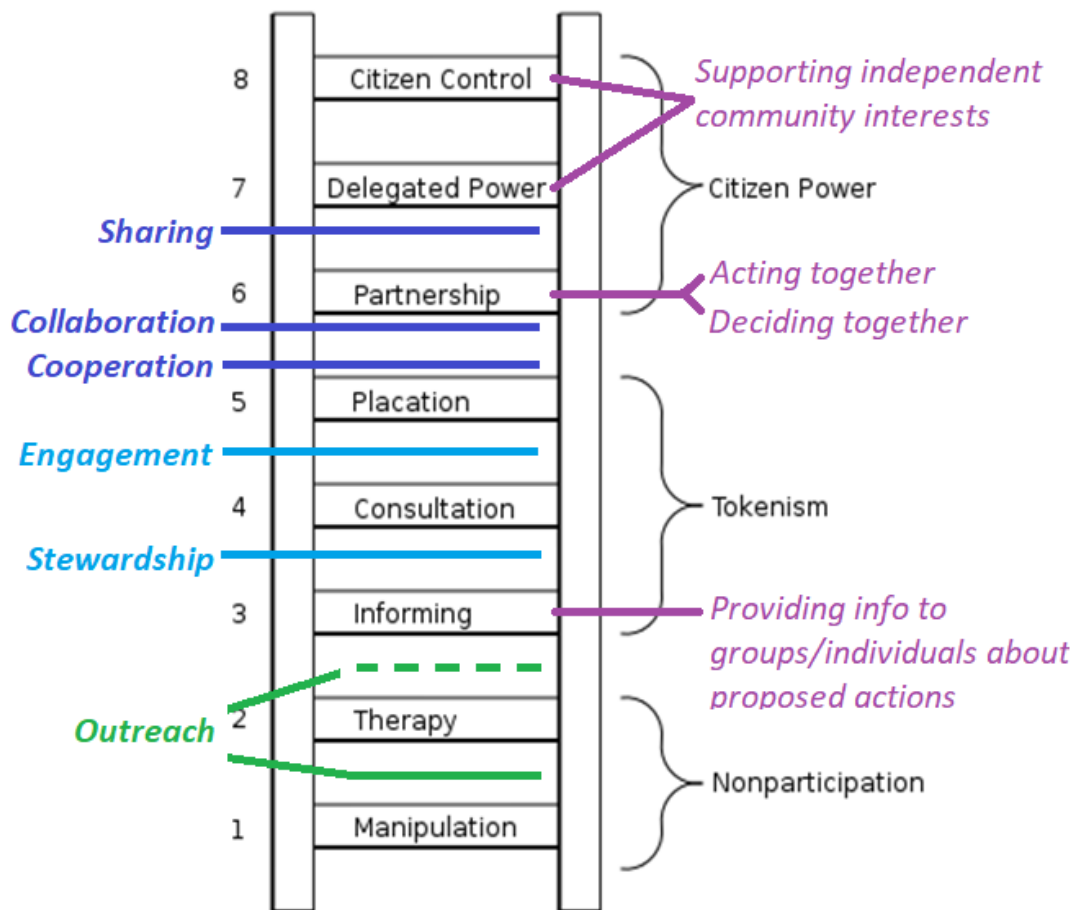 8
Citizen Control
Supporting independent
community interests
7
Delegated Power
Citizen Power
Sharing
6
Partnership
Acting together
Deciding together
Collaboration
Cooperation
5
Placation
Engagement
4
Consultation
Tokenism
Stewardship
3
Informing
Providing info to
groups/individuals about
proposed actions
2
Therapy
Outreach
Nonparticipation
1
Manipulation